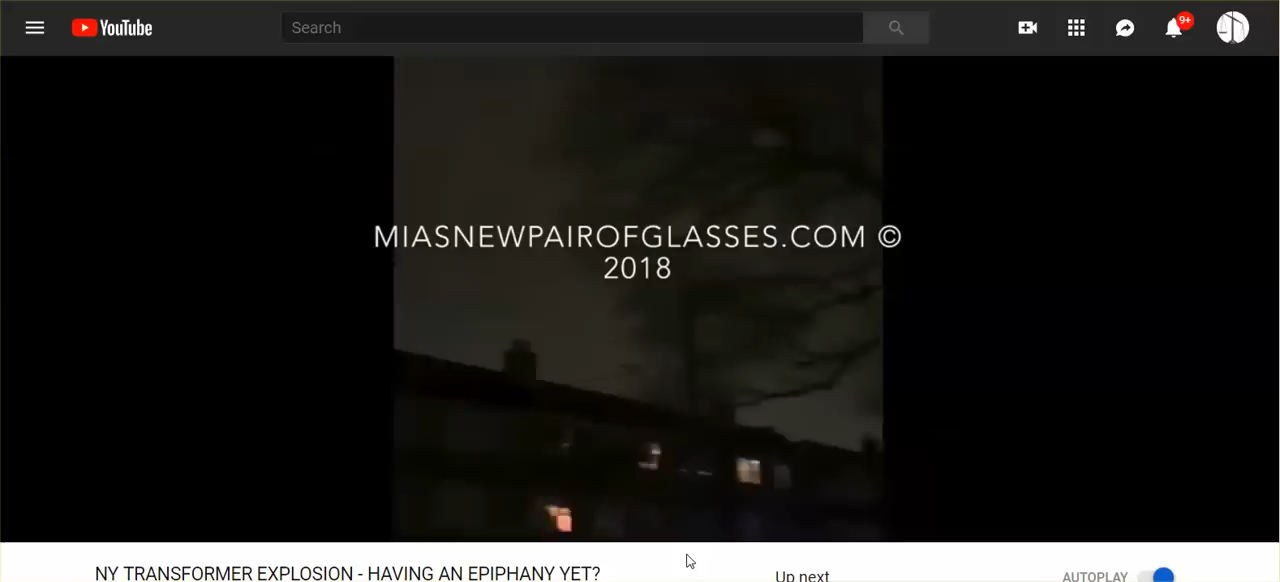 YouTube
Search
9+
MIASNEWPAIROFGLASSES.COM ©
2018
NY TRANSFORMER EXPLOSION - HAVING AN EPIPHANY YET?
Up next
AUTOPLAY